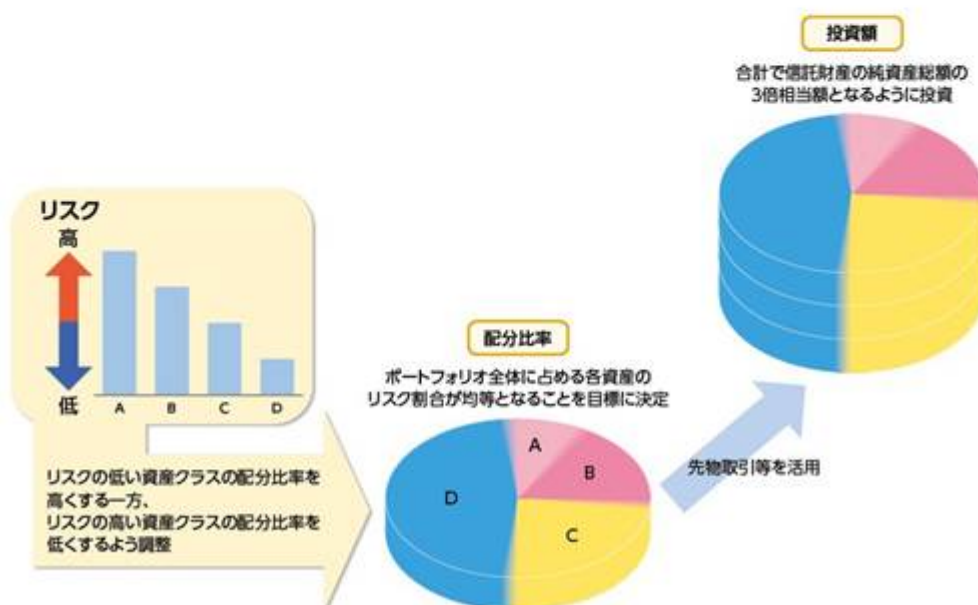 投資額
合計で信託財産の純資産総額の
3倍相当額となるように投資
リスク
高
低
A
B
C
D
配分比率
ポートフォリオ全体に占める各資産の
リスク割合が均等となることを目標に決定
リスクの低い資産クラスの配分比率を
高くする一方、
リスクの高い資産クラスの配分比率を
低くするよう調整
A
B
C
D
先物取引等を活用